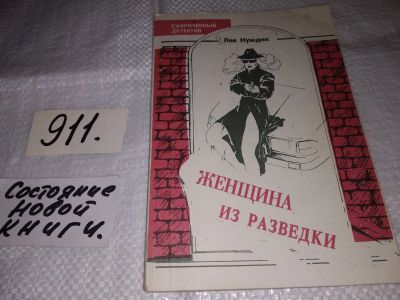 Современный
детектив
Лев Нуждин
ЖЕНЩИНА
ИЗ РАЗВЕДКИ
911.
Состояние
новой
книги.